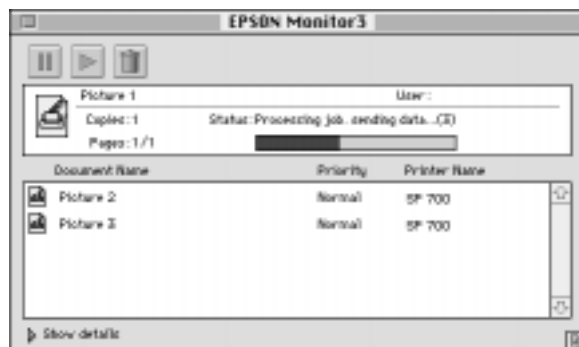 EPSON Monitor3
Picture 1 User:
Copies:1 Status:Processing job. sending data...(3)
Pages:1/1
Document Name Priority Printer Name
Picture 2 Normal SP 700
Picture 3 Normal SP 700
Show details